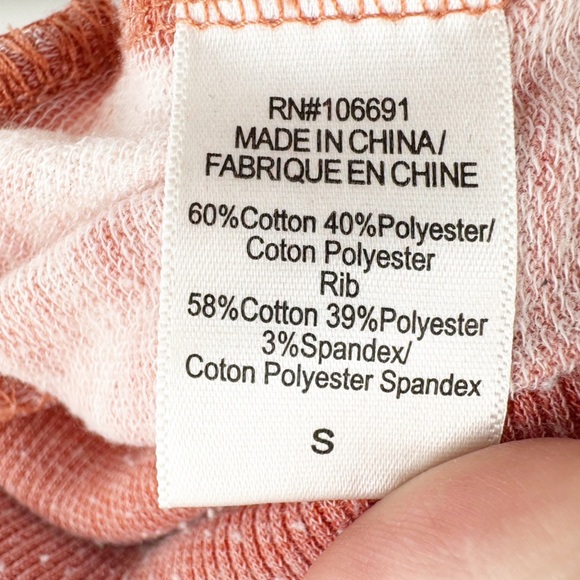 RN#106691
MADE IN CHINA/
FABRIQUE EN CHINE
60%Cotton 40%Polyester/
Coton Polyester
Rib
58%Cotton 39%Polyester
3%Spandex/
Coton Polyester Spandex
S